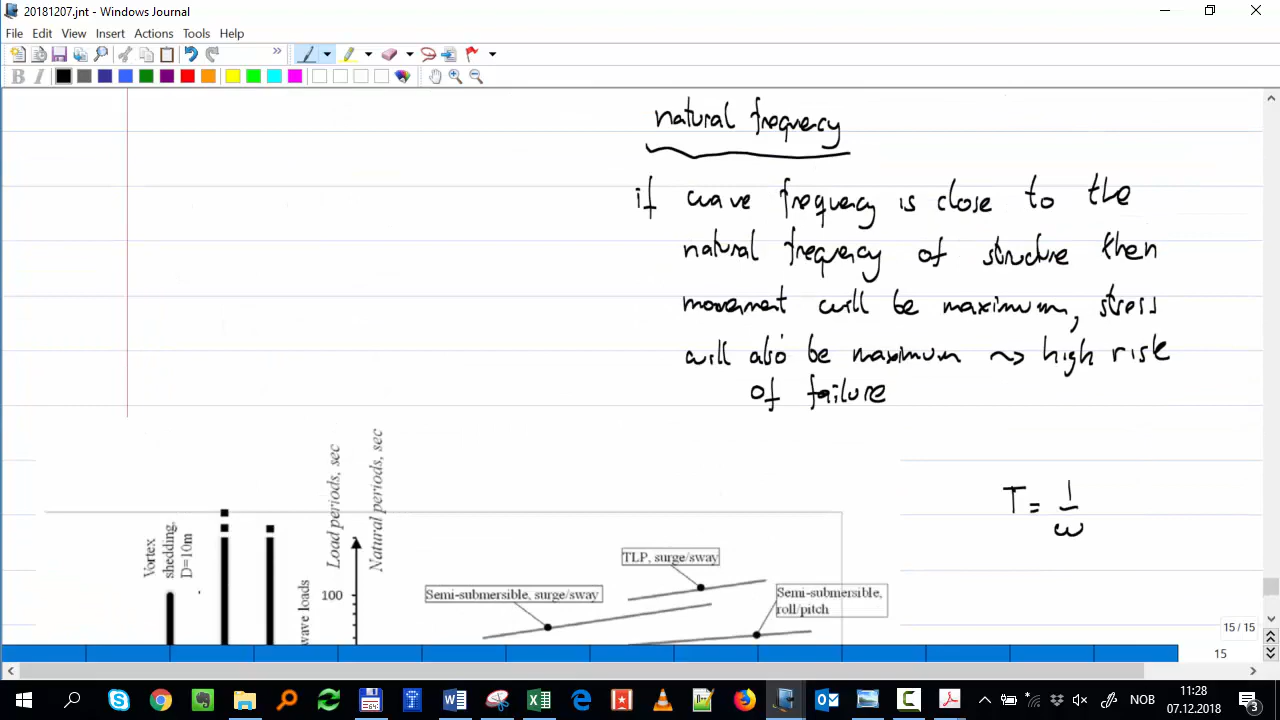 20181207.jnt - Windows Journal
File Edit View Insert Actions Tools Help
B I
natural frequency
if wave frequency is close to the
natural frequency of structure then
movement will be maximum, stress
will also be maximum ~> high risk
of failure
T = 1/ω
Load periods, sec
Natural periods, sec
Vortex
shedding,
D=10m
wave loads
100
TLP, surge/sway
Semi-submersible, surge/sway
Semi-submersible,
roll/pitch
15 / 15
15
NOB
11:28
07.12.2018
3